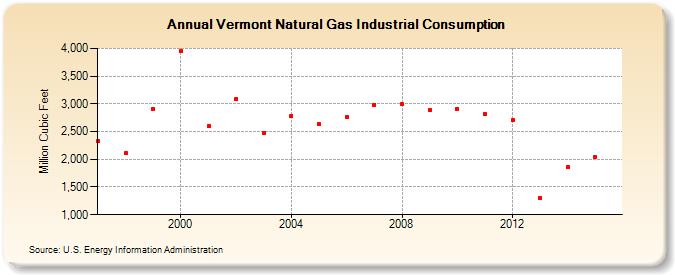 Annual Vermont Natural Gas Industrial Consumption
Million Cubic Feet
4,000
3,500
3,000
2,500
2,000
1,500
1,000
2000 2004 2008 2012
Source: U.S. Energy Information Administration